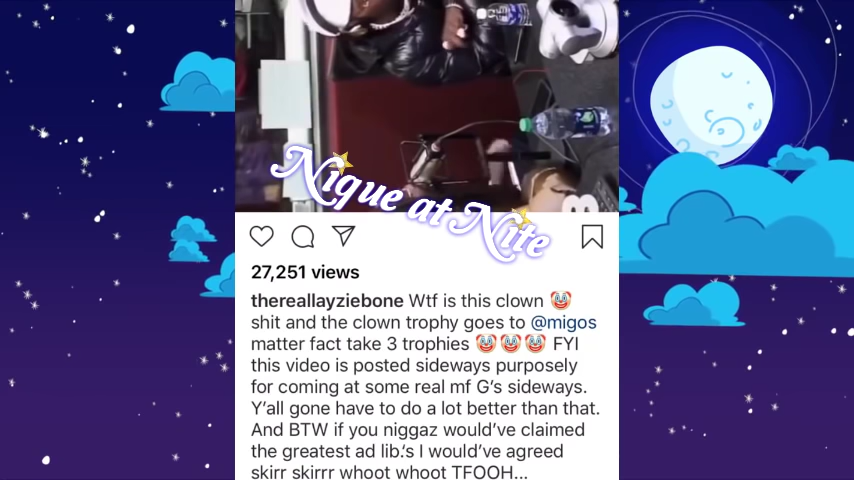 Nique at Nite
27,251 views
thereallayziebone Wtf is this clown 🤡
shit and the clown trophy goes to @migos
matter fact take 3 trophies 🤡🤡🤡 FYI
this video is posted sideways purposely
for coming at some real mf G's sideways.
Y'all gone have to do a lot better than that.
And BTW if you niggaz would've claimed
the greatest ad lib.'s I would've agreed
skirr skirrr whoot whoot TFOOH...